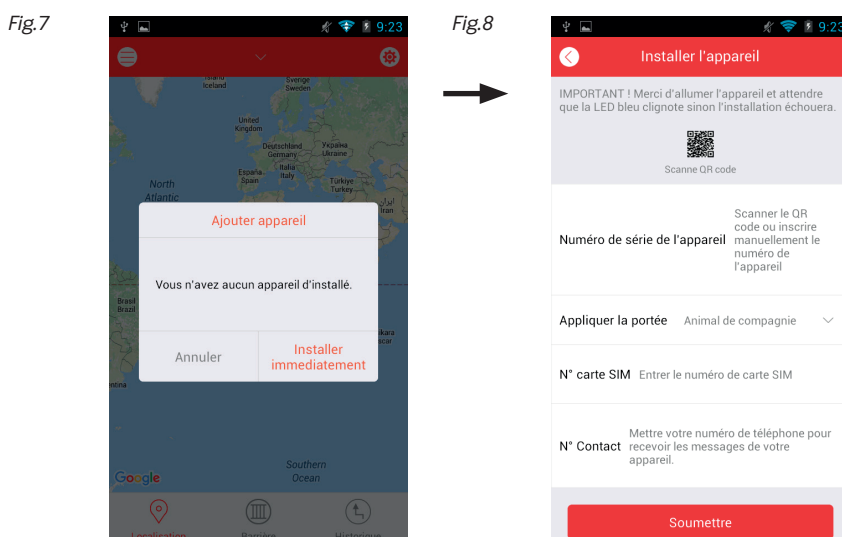 Fig.7
9:23
Iceland
Sverige
Sweden
United
Kingdom
Deutschland
Germany
Україна
Ukraine
España
Spain
Italia
Italy
Türkiye
Turkey
ایران
Iran
North
Atlantic
Ajouter appareil
Vous n'avez aucun appareil d'installé.
Annuler
Installer
immediatement
Brasil
Brazil
Southern
Ocean
Google
Localisation
Barrière
Historique
Fig.8
9:23
Installer l'appareil
IMPORTANT ! Merci d'allumer l'appareil et attendre
que la LED bleu clignote sinon l'installation échouera.
Scanne QR code
Numéro de série de l'appareil
Scanner le QR
code ou inscrire
manuellement le
numéro de
l'appareil
Appliquer la portée Animal de compagnie
N° carte SIM Entrer le numéro de carte SIM
N° Contact
Mettre votre numéro de téléphone pour
recevoir les messages de votre
appareil.
Soumettre